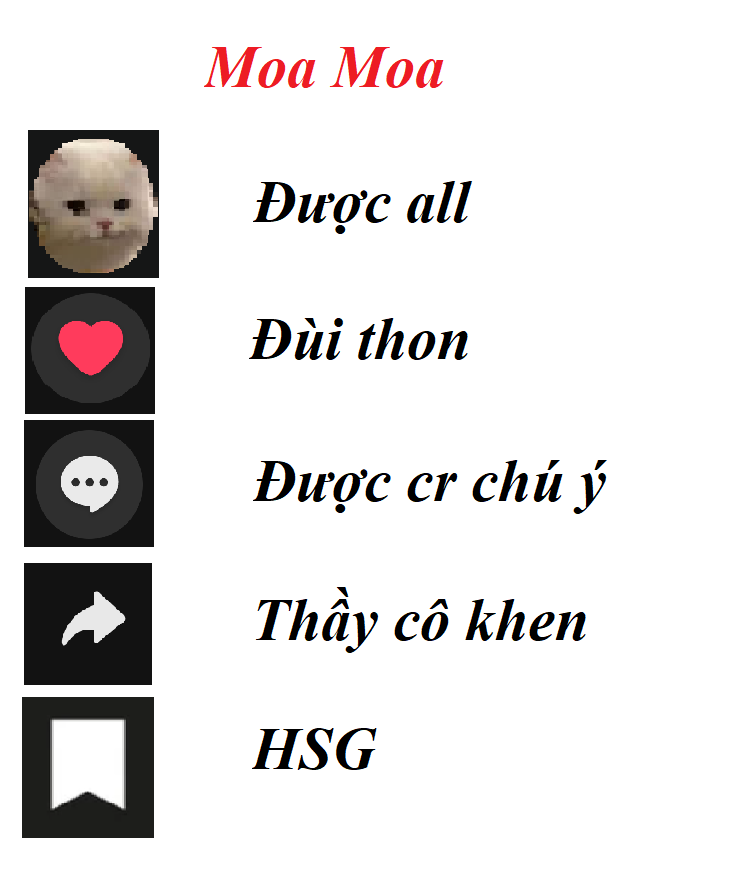 Moa Moa
Được all
Đùi thon
Được cr chú ý
Thầy cô khen
HSG